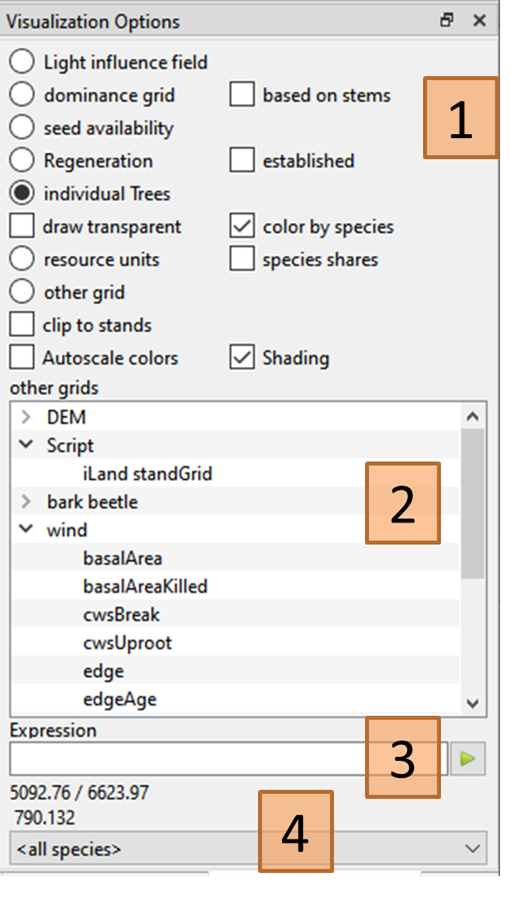 Visualization Options
Light influence field
dominance grid based on stems
1
seed availability
Regeneration established
individual Trees
draw transparent color by species
resource units species shares
other grid
clip to stands
Autoscale colors Shading
other grids
DEM
Script
iLand standGrid
bark beetle
2
wind
basalArea
basalAreaKilled
cwsBreak
cwsUproot
edge
edgeAge
Expression
3
5092.76 / 6623.97
790.132
4
<all species>